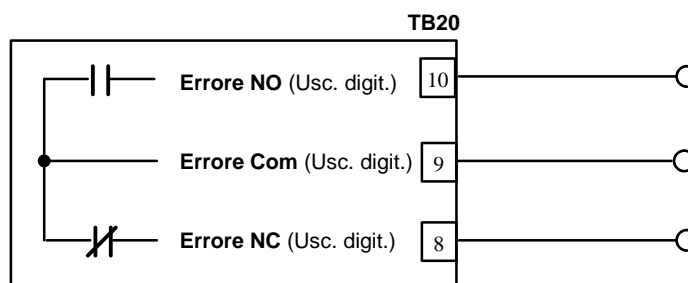 TB20
Errore NO (Usc. digit.) 10
Errore Com (Usc. digit.) 9
Errore NC (Usc. digit.) 8